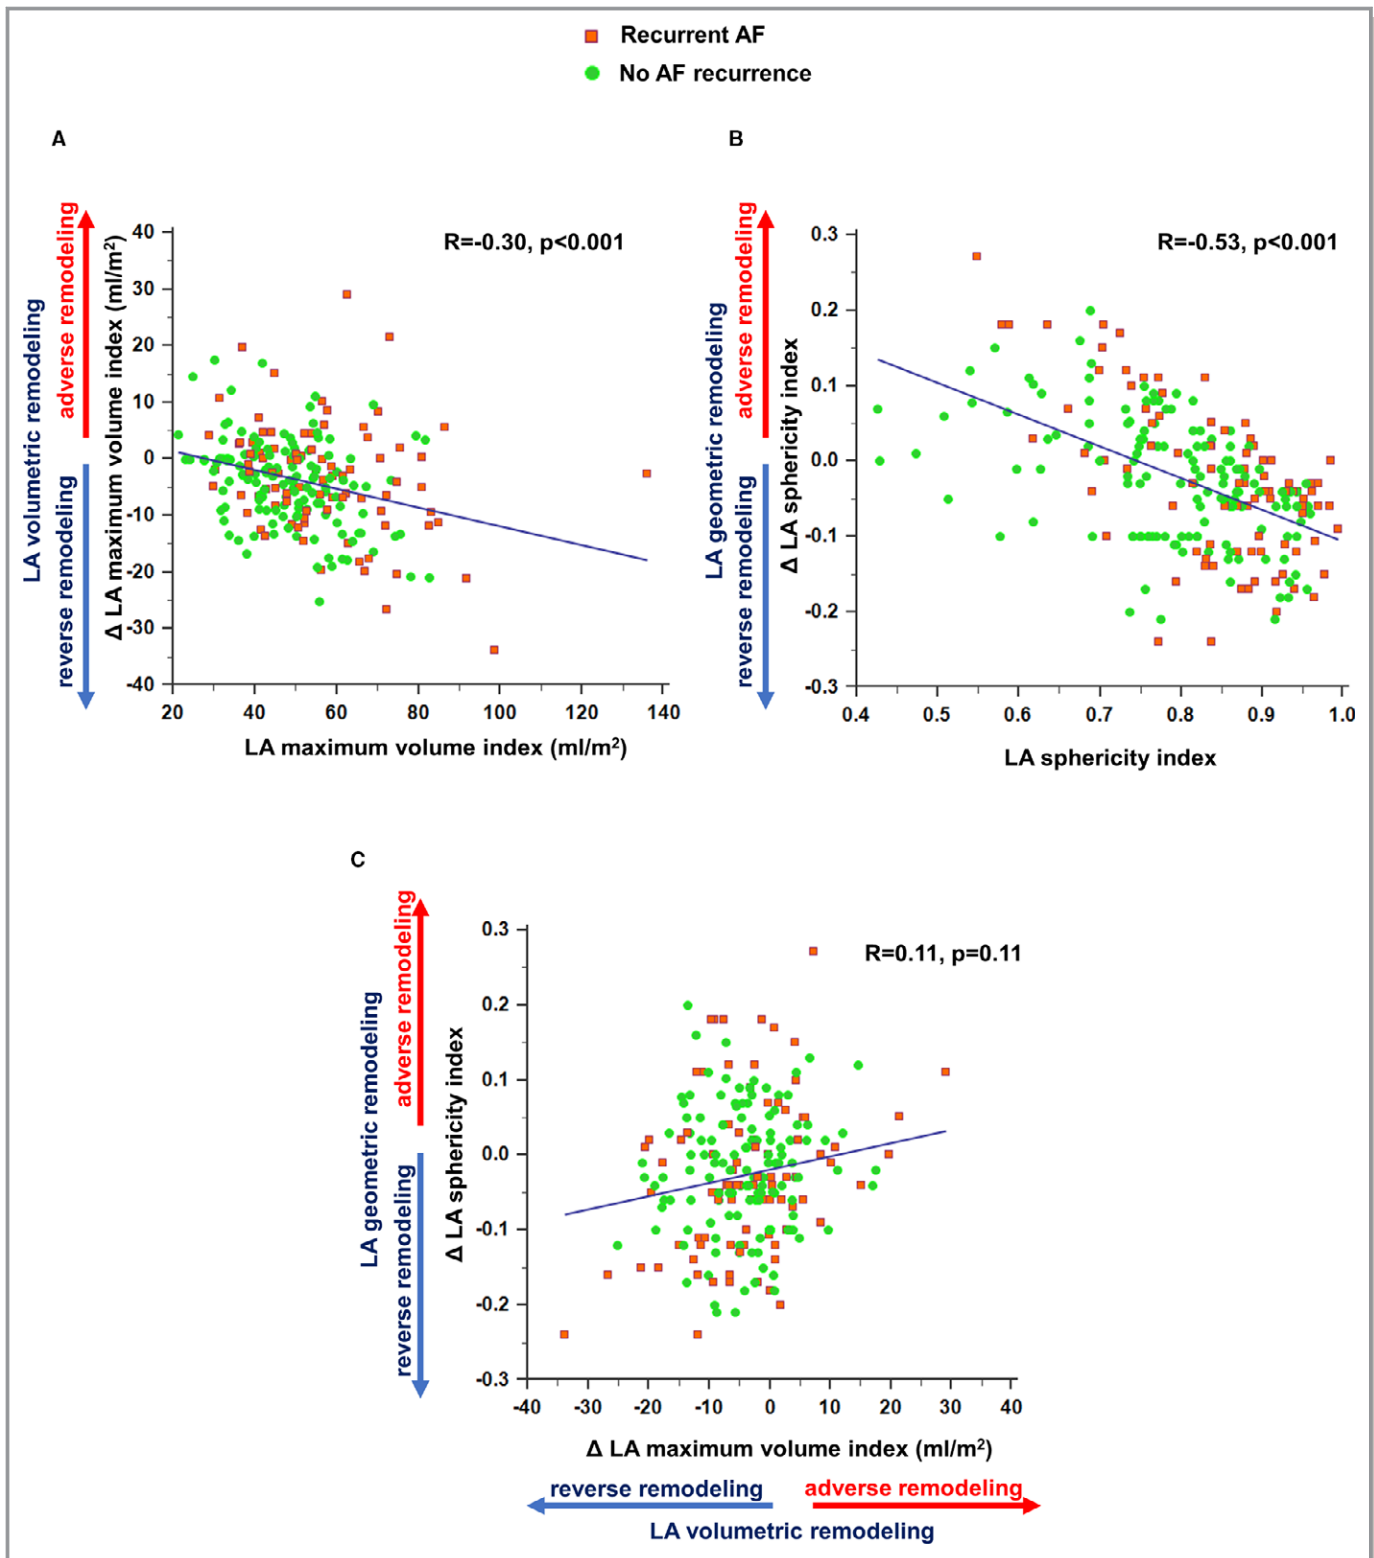 Recurrent AF
No AF recurrence
A
LA volumetric remodeling
reverse remodeling
adverse remodeling
Δ LA maximum volume index (ml/m²)
40
30
20
10
0
-10
-20
-30
-40
R=-0.30, p<0.001
20 40 60 80 100 120 140
LA maximum volume index (ml/m²)
B
LA geometric remodeling
reverse remodeling
adverse remodeling
Δ LA sphericity index
0.3
0.2
0.1
0.0
-0.1
-0.2
-0.3
R=-0.53, p<0.001
0.4 0.5 0.6 0.7 0.8 0.9 1.0
LA sphericity index
C
LA geometric remodeling
reverse remodeling
adverse remodeling
Δ LA sphericity index
0.3
0.2
0.1
0.0
-0.1
-0.2
-0.3
R=0.11, p=0.11
-40 -30 -20 -10 0 10 20 30 40
Δ LA maximum volume index (ml/m²)
reverse remodeling adverse remodeling
LA volumetric remodeling